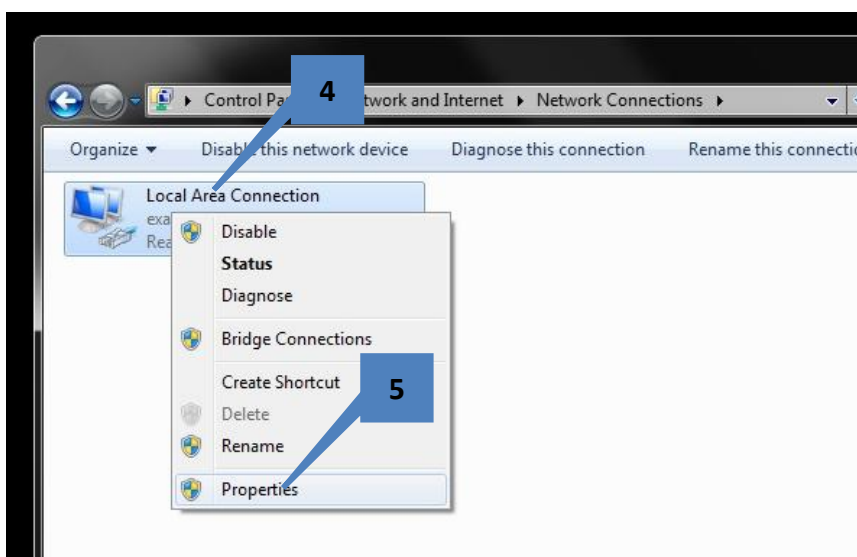 4
Control Pa twork and Internet Network Connections
Organize Disable this network device Diagnose this connection Rename this connectio
Local Area Connection
exa
Rea
Disable
Status
Diagnose
Bridge Connections
Create Shortcut
5
Delete
Rename
Properties